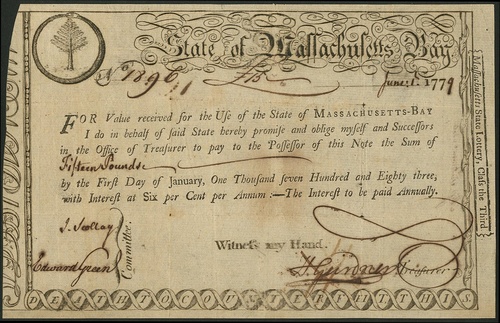 State of Massachusetts Bay
No. 7896
June 1. 1779
FOR Value received for the Use of the State of MASSACHUSETTS-BAY
I do in behalf of said State hereby promise and oblige myself and Successors
in the Office of Treasurer to pay to the Possessor of this Note the Sum of
Fifteen Pounds
by the First Day of January, One Thousand seven Hundred and Eighty three,
with Interest at Six per Cent per Annum:—The Interest to be paid Annually.
Witness my Hand.
J. Scollay
Edward Green
Committee.
H. Gardner Treasurer
DEATH TO COUNTERFEIT THIS
Massachusetts State Lottery, Class the Third